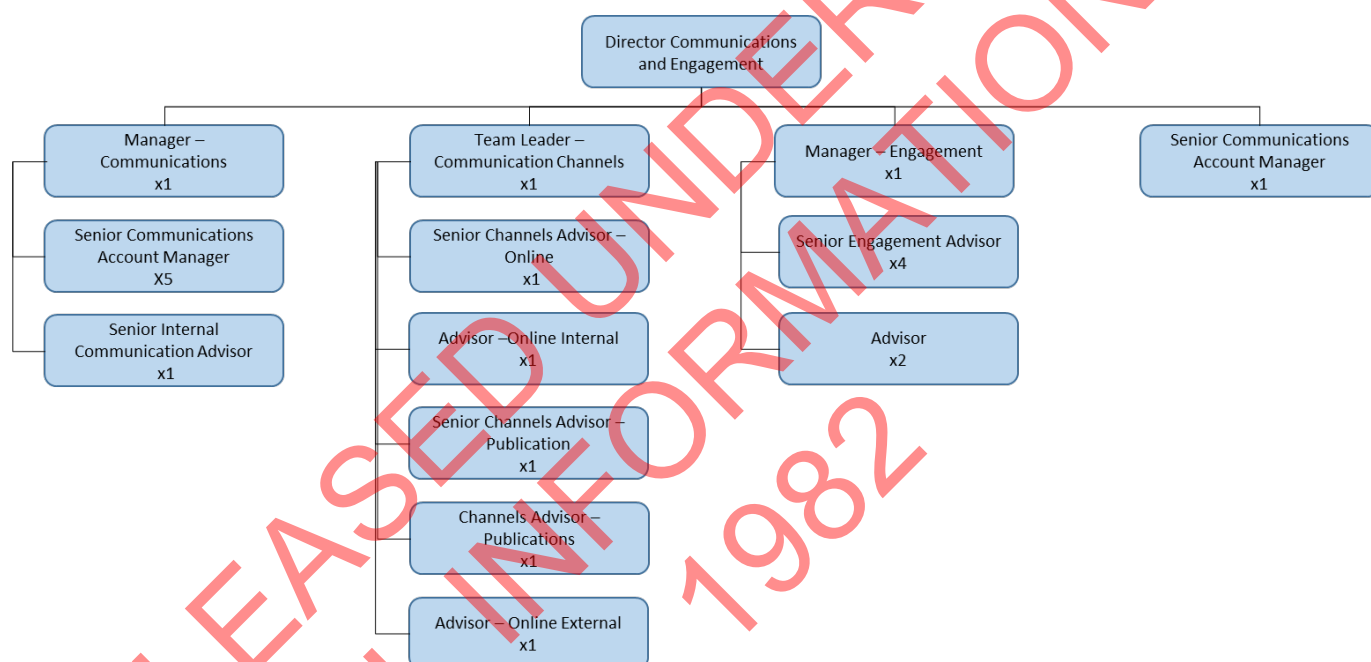 Director Communications
and Engagement
Manager –
Communications
x1
Senior Communications
Account Manager
X5
Senior Internal
Communication Advisor
x1
Team Leader –
Communication Channels
x1
Senior Channels Advisor –
Online
x1
Advisor –Online Internal
x1
Senior Channels Advisor –
Publication
x1
Channels Advisor –
Publications
x1
Advisor – Online External
x1
Manager – Engagement
x1
Senior Engagement Advisor
x4
Advisor
x2
Senior Communications
Account Manager
x1
EASED UNDER
INFORMATION
1982